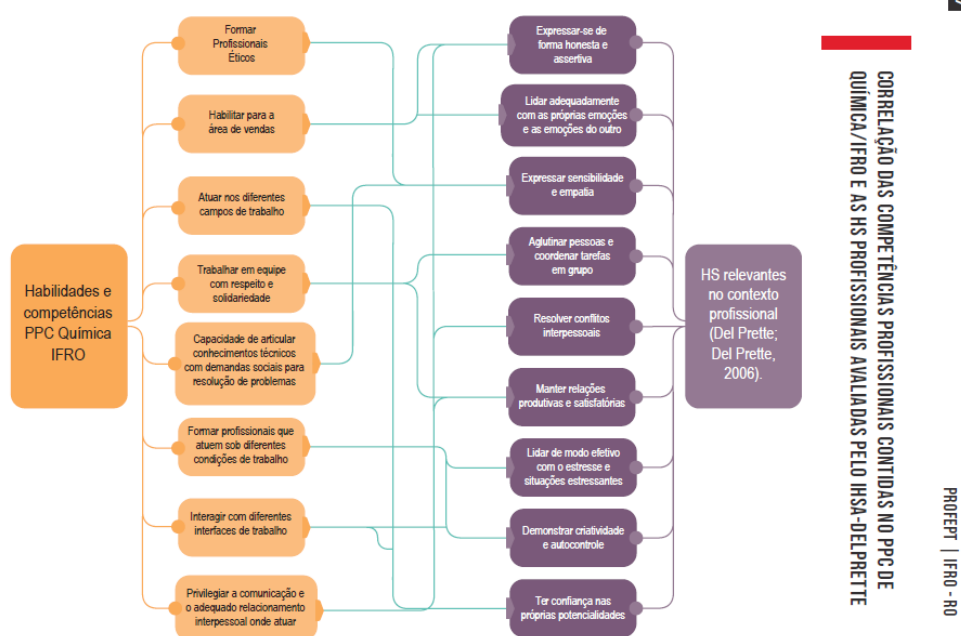 Habilidades e
competências
PPC Química
IFRO
Formar
Profissionais
Éticos
Habilitar para a
área de vendas
Atuar nos diferentes
campos de trabalho
Trabalhar em equipe
com respeito e
solidariedade
Capacidade de articular
conhecimentos técnicos
com demandas sociais para
resolução de problemas
Formar profissionais que
atuem sob diferentes
condições de trabalho
Interagir com diferentes
interfaces de trabalho
Privilegiar a comunicação e
o adequado relacionamento
interpessoal onde atuar
Expressar-se de
forma honesta e
assertiva
Lidar adequadamente
com as próprias emoções
e as emoções do outro
Expressar sensibilidade
e empatia
Aglutinar pessoas e
coordenar tarefas
em grupo
Resolver conflitos
interpessoais
Manter relações
produtivas e satisfatórias
Lidar de modo efetivo
com o estresse e
situações estressantes
Demonstrar criatividade
e autocontrole
Ter confiança nas
próprias potencialidades
HS relevantes
no contexto
profissional
(Del Prette;
Del Prette,
2006).
CORRELAÇÃO DAS COMPETÊNCIAS PROFISSIONAIS CONTIDAS NO PPC DE
QUÍMICA/IFRO E AS HS PROFISSIONAIS AVALIADAS PELO IHSA-DELPRETTE
PROFEPT | IFRO - RO